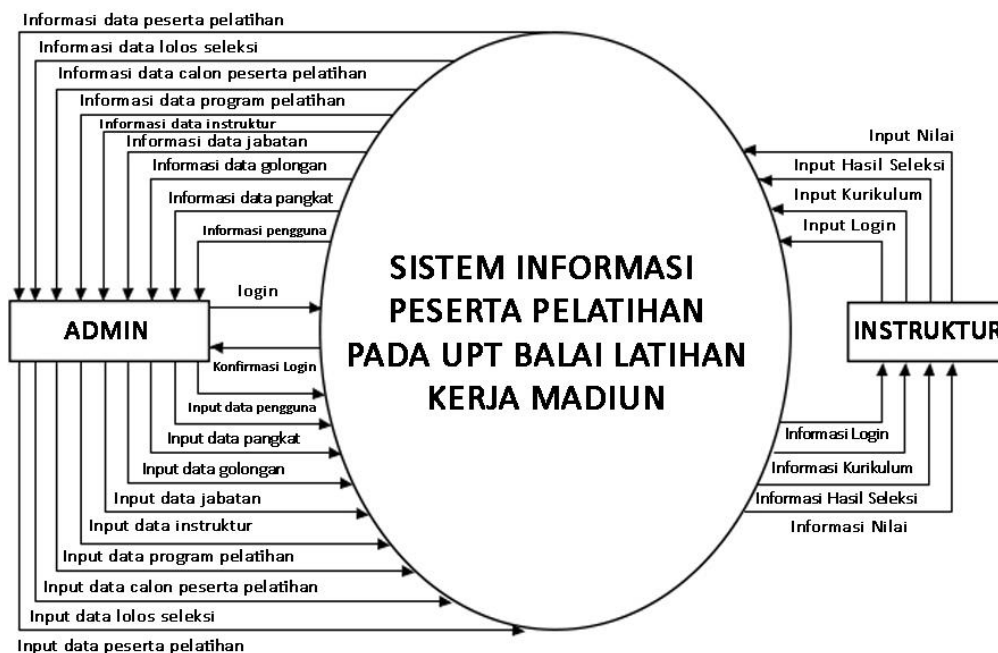 Informasi data peserta pelatihan
Informasi data lolos seleksi
Informasi data calon peserta pelatihan
Informasi data program pelatihan
Informasi data instruktur
Informasi data jabatan
Informasi data golongan
Informasi data pangkat
Informasi pengguna
login
ADMIN
Konfirmasi Login
Input data pengguna
Input data pangkat
Input data golongan
Input data jabatan
Input data instruktur
Input data program pelatihan
Input data calon peserta pelatihan
Input data lolos seleksi
Input data peserta pelatihan
SISTEM INFORMASI
PESERTA PELATIHAN
PADA UPT BALAI LATIHAN
KERJA MADIUN
Input Nilai
Input Hasil Seleksi
Input Kurikulum
Input Login
INSTRUKTUR
Informasi Login
Informasi Kurikulum
Informasi Hasil Seleksi
Informasi Nilai